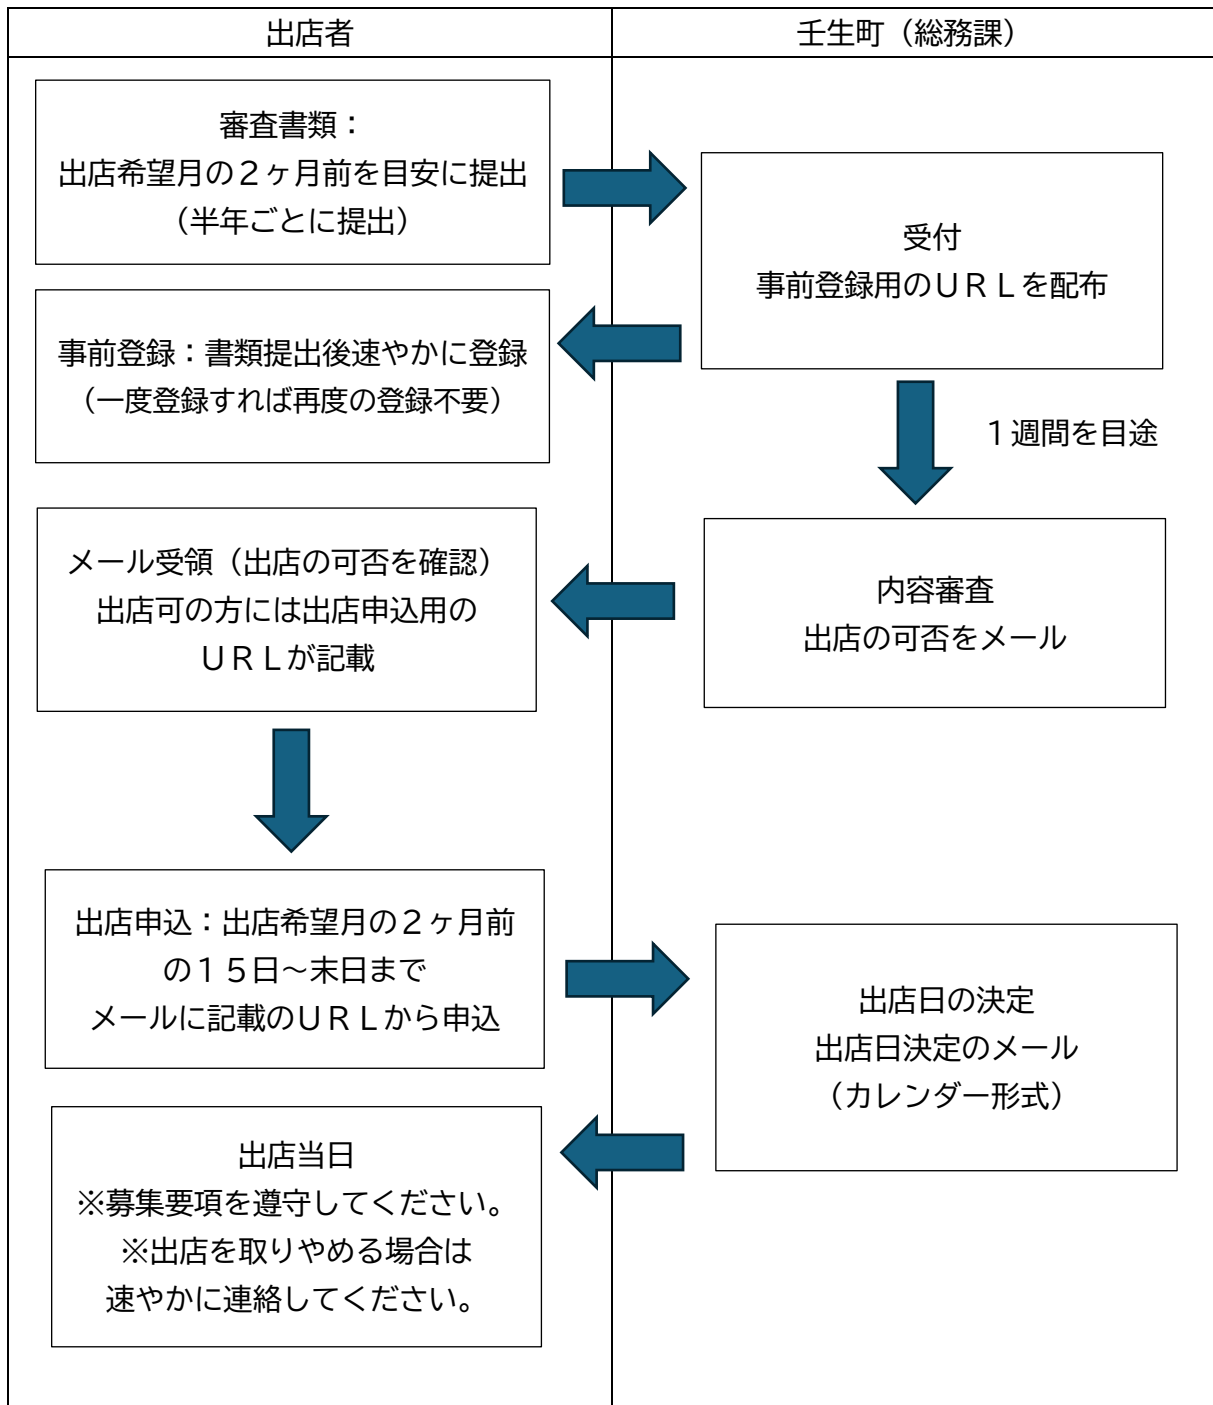 出店者
壬生町（総務課）
審査書類：
出店希望月の２ヶ月前を目安に提出
（半年ごとに提出）
受付
事前登録用のＵＲＬを配布
事前登録：書類提出後速やかに登録
（一度登録すれば再度の登録不要）
１週間を目途
内容審査
出店の可否をメール
メール受領（出店の可否を確認）
出店可の方には出店申込用の
ＵＲＬが記載
出店申込：出店希望月の２ヶ月前
の１５日～末日まで
メールに記載のＵＲＬから申込
出店日の決定
出店日決定のメール
（カレンダー形式）
出店当日
※募集要項を遵守してください。
※出店を取りやめる場合は
速やかに連絡してください。